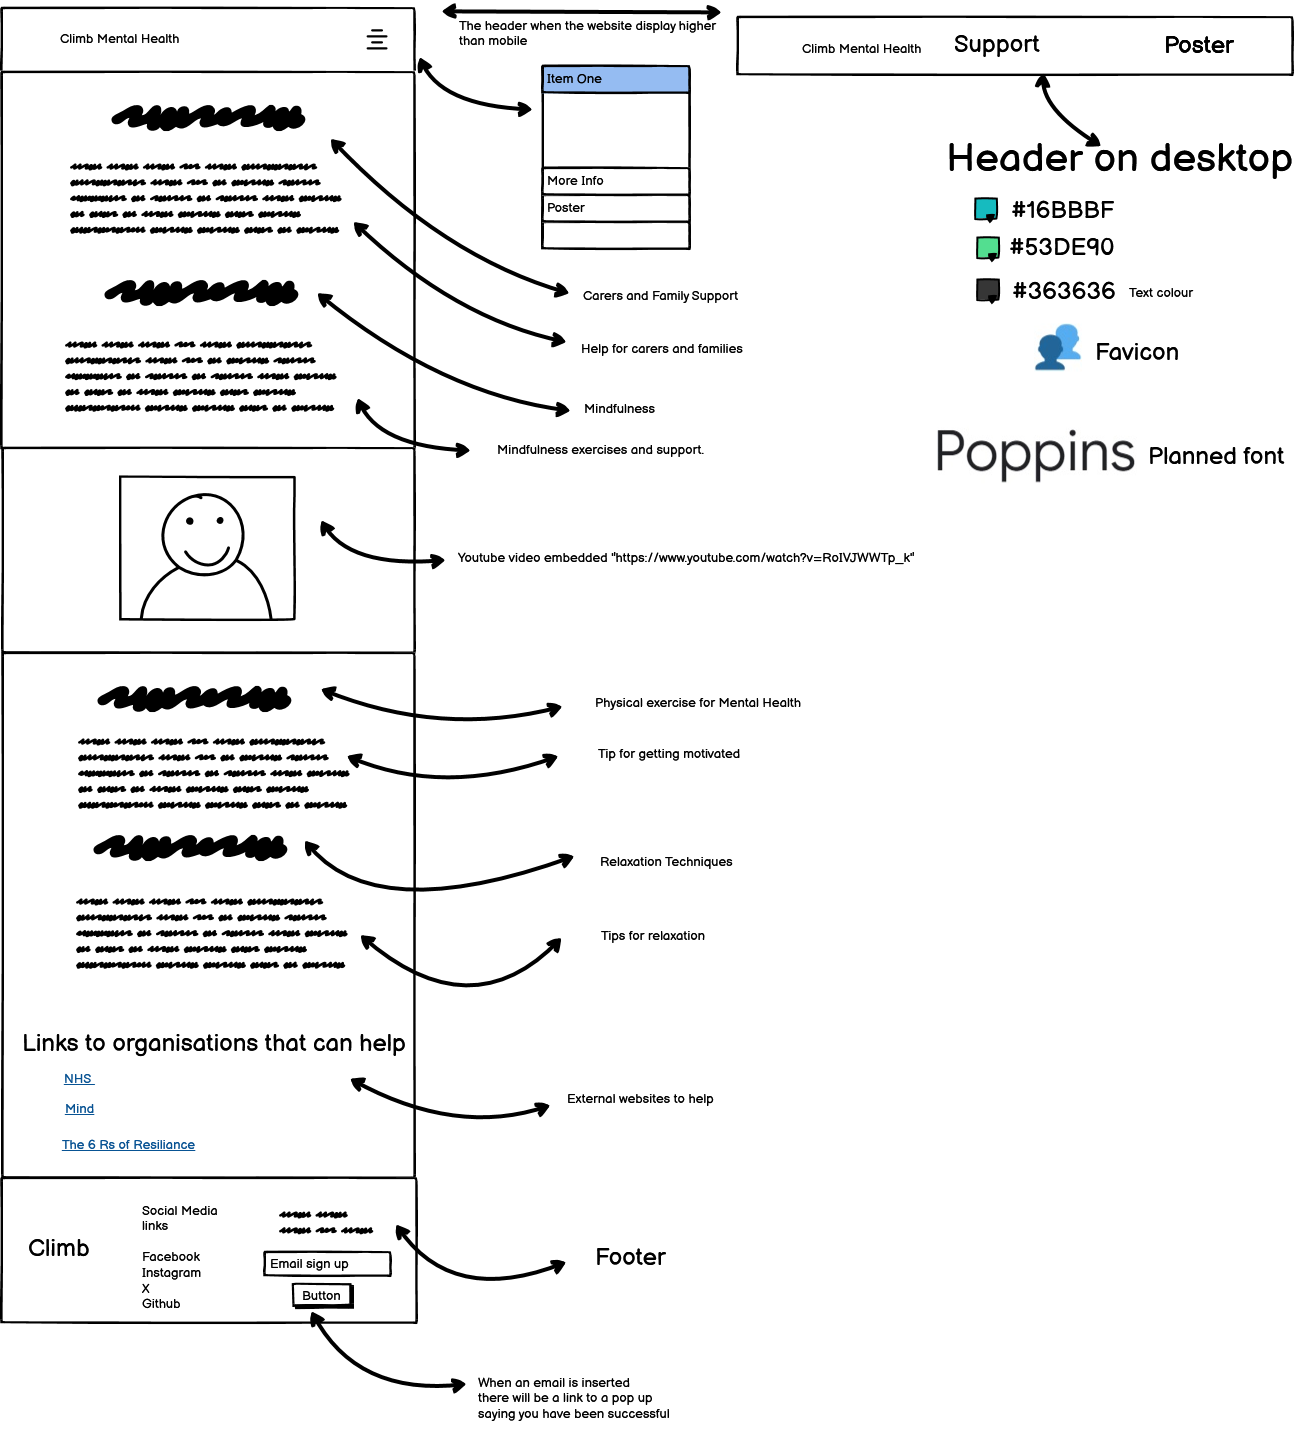 Climb Mental Health
The header when the website display higher
than mobile
Climb Mental Health
Support
Poster
Item One
More Info
Poster
Header on desktop
#16BBBF
#53DE90
#363636
Text colour
Favicon
Poppins
Planned font
Carers and Family Support
Help for carers and families
Mindfulness
Mindfulness exercises and support.
Youtube video embedded "https://www.youtube.com/watch?v=RoIVJWWTp_k"
Physical exercise for Mental Health
Tip for getting motivated
Relaxation Techniques
Tips for relaxation
Links to organisations that can help
NHS
Mind
The 6 Rs of Resiliance
External websites to help
Climb
Social Media
links
Facebook
Instagram
X
Github
Email sign up
Button
Footer
When an email is inserted
there will be a link to a pop up
saying you have been successful